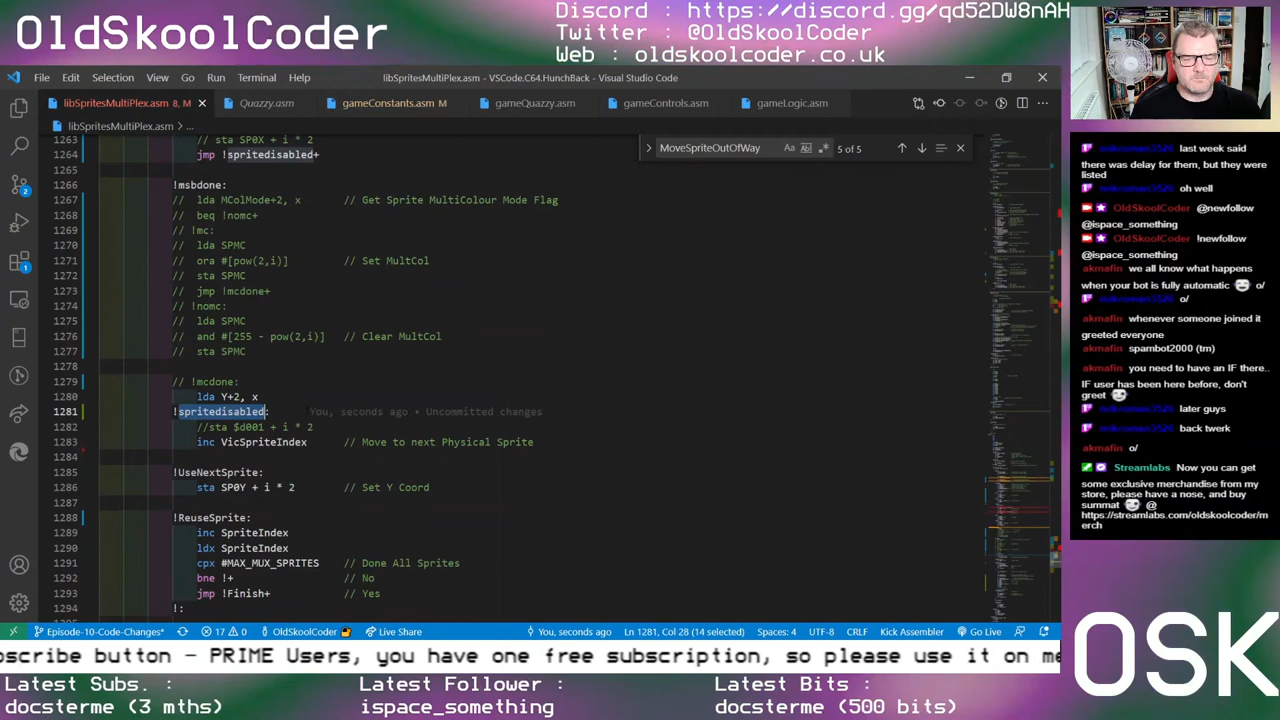 OldSkoolCoder
Discord : https://discord.gg/qd52DW8nAH
Twitter : @OldSkoolCoder
Web : oldskoolcoder.co.uk
File Edit Selection View Go Run Terminal Help
libSpritesMultiPlex.asm - VSCode.C64.HunchBack - Visual Studio Code
libSpritesMultiPlex.asm 8, M
Quazzy.asm
gameConstants.asm M
gameQuazzy.asm
gameControls.asm
gameLogic.asm
libSpritesMultiPlex.asm > ...
MoveSpriteOutOfWay
Aa ab 5 of 5
1263 // sta SP0X + i * 2
1264 jmp !spritedisabled+
1265
1266 !msbdone:
1267 // lda MColMode+2, x // Get Sprite MultiColour Mode Flag
1268 // beq !nomc+
1269 // !mc:
1270 // lda SPMC
1271 // ora #[pow(2,i)] // Set MultCol
1272 // sta SPMC
1273 // jmp !mcdone+
1274 // !nomc:
1275 // lda SPMC
1276 // and #[255 - pow(2,i)] // Clear MultCol
1277 // sta SPMC
1278
1279 // !mcdone:
1280 lda Y+2, x
1281 !spritedisabled: You, seconds ago • Uncommitted changes
1282 //sta $d001 + i * 2
1283 inc VicSpriteIndex // Move to next Physical Sprite
1284
1285 !UseNextSprite:
1286 sta SP0Y + i * 2 // Set Y Coord
1287
1288 !ReuseSprite:
1289 inc SpriteIndex
1290 ldx SpriteIndex
1291 cpx #MAX_MUX_SPRITES // Done All Sprites
1292 bne !+ // No
1293 jmp !Finish+ // Yes
1294 !:
2
1
Episode-10-Code-Changes* 17 0 OldSkoolCoder Live Share You, seconds ago Ln 1281, Col 28 (14 selected) Spaces: 4 UTF-8 CRLF Kick Assembler Go Live
mikroman3526 last week said
there was delay for them, but they were
listed
mikroman3526 oh well
OldSkoolCoder @newfollow
@ispace_something
OldSkoolCoder !newfollow
@ispace_something
akmafin we all know what happens
when your bot is fully automatic o/
mikroman3526 o/
akmafin whenever someone joined it
greeted everyone
akmafin spambot2000 (tm)
akmafin you need to have an IF there..
IF user has been here before, don't
greet
mikroman3526 later guys
mikroman3526 back twerk
akmafin o/
Streamlabs Now you can get
some exclusive merchandise from my
store, please have a nose, and buy
summat @
https://streamlabs.com/oldskoolcoder/m
erch
OSK
oscribe button - PRIME Users, you have one free subscription, so please use it on me
Latest Subs. :
docsterme (3 mths)
Latest Follower :
ispace_something
Latest Bits :
docsterme (500 bits)